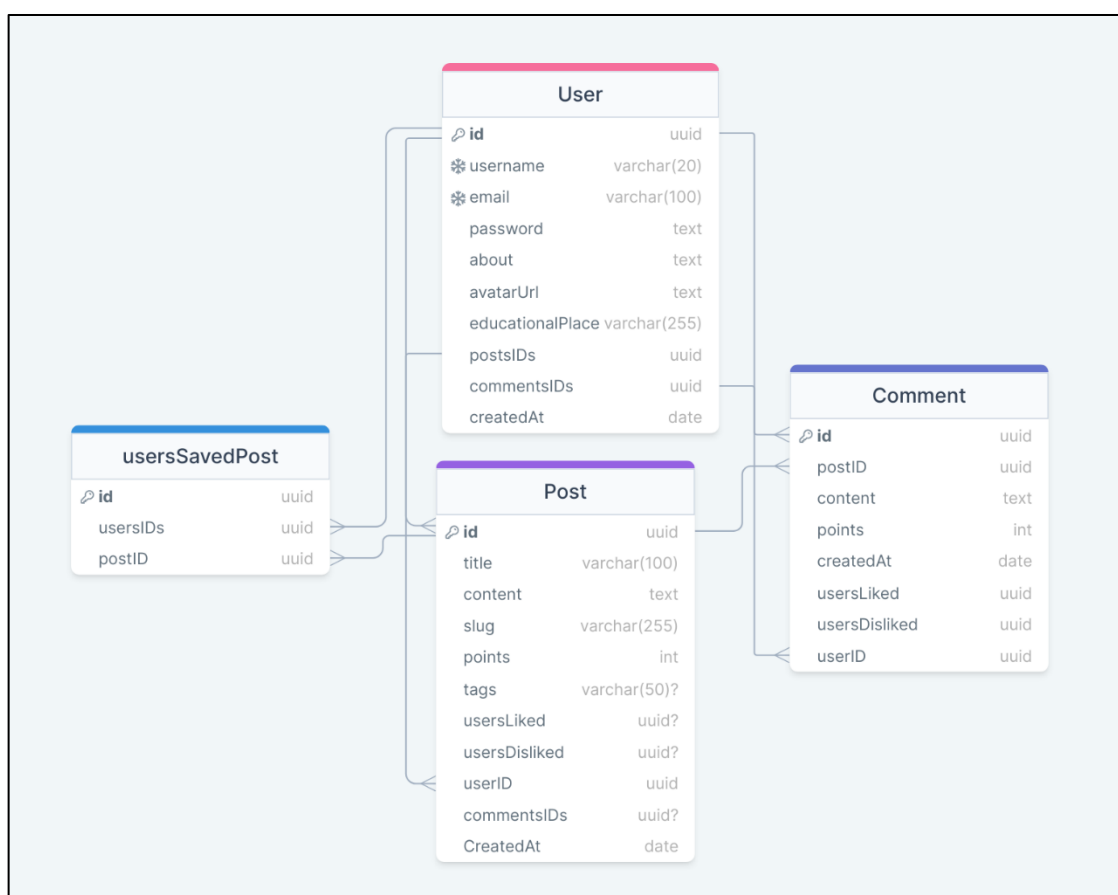 User
id uuid
username varchar(20)
email varchar(100)
password text
about text
avatarUrl text
educationalPlace varchar(255)
postsIDs uuid
commentsIDs uuid
createdAt date
usersSavedPost
id uuid
usersIDs uuid
postID uuid
Post
id uuid
title varchar(100)
content text
slug varchar(255)
points int
tags varchar(50)?
usersLiked uuid?
usersDisliked uuid?
userID uuid
commentsIDs uuid?
CreatedAt date
Comment
id uuid
postID uuid
content text
points int
createdAt date
usersLiked uuid
usersDisliked uuid
userID uuid